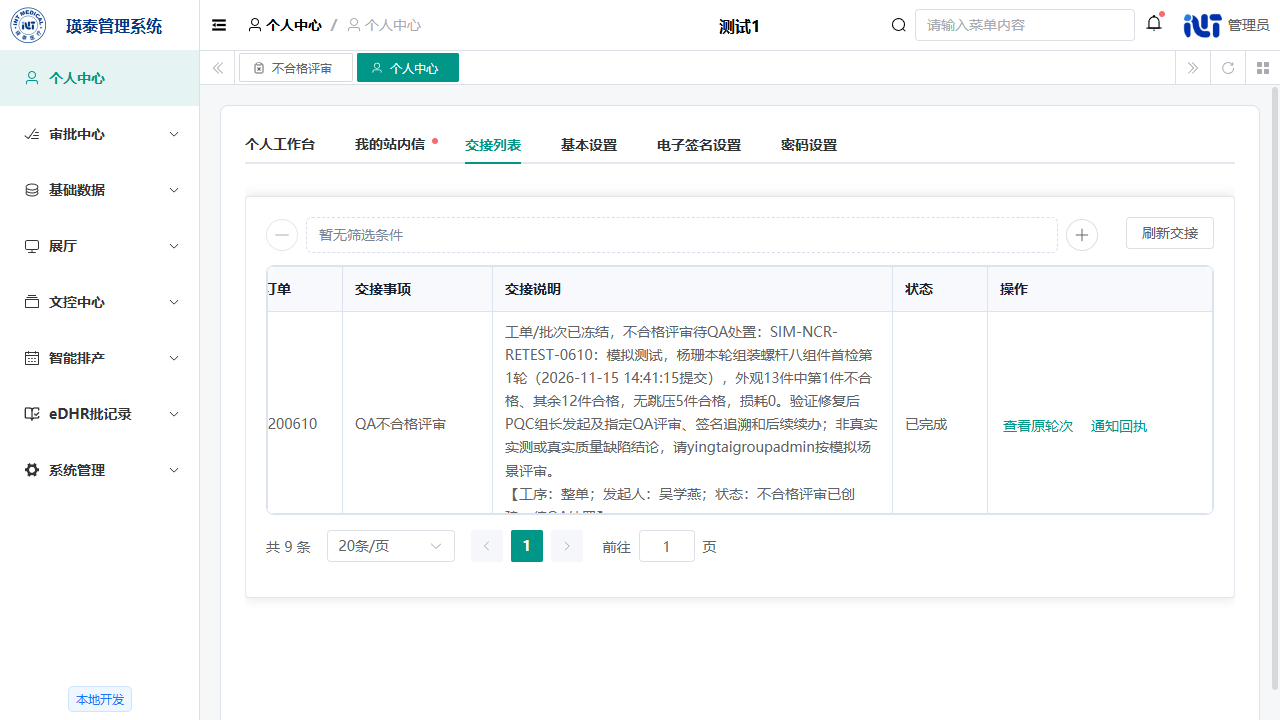 瑛泰管理系统
个人中心 / 个人中心
测试1
请输入菜单内容
管理员
不合格评审
个人中心
个人中心
审批中心
基础数据
展厅
文控中心
智能排产
eDHR批记录
系统管理
本地开发
个人工作台
我的站内信
交接列表
基本设置
电子签名设置
密码设置
暂无筛选条件
刷新交接
单
交接事项
交接说明
状态
操作
200610
QA不合格评审
工单/批次已冻结，不合格评审待QA处置：SIM-NCR-
RETEST-0610：模拟测试，杨珊本轮组装螺杆八组件首检第
1轮（2026-11-15 14:41:15提交），外观13件中第1件不合
格、其余12件合格，无跳压5件合格，损耗0。验证修复后
PQC组长发起及指定QA评审、签名追溯和后续续办；非真实
实测或真实质量缺陷结论，请yingtaigroupadmin按模拟场
景评审。
【工序：整单；发起人：吴学燕；状态：不合格评审已创
已完成
查看原轮次
通知回执
共 9 条
20条/页
1
前往
1
页